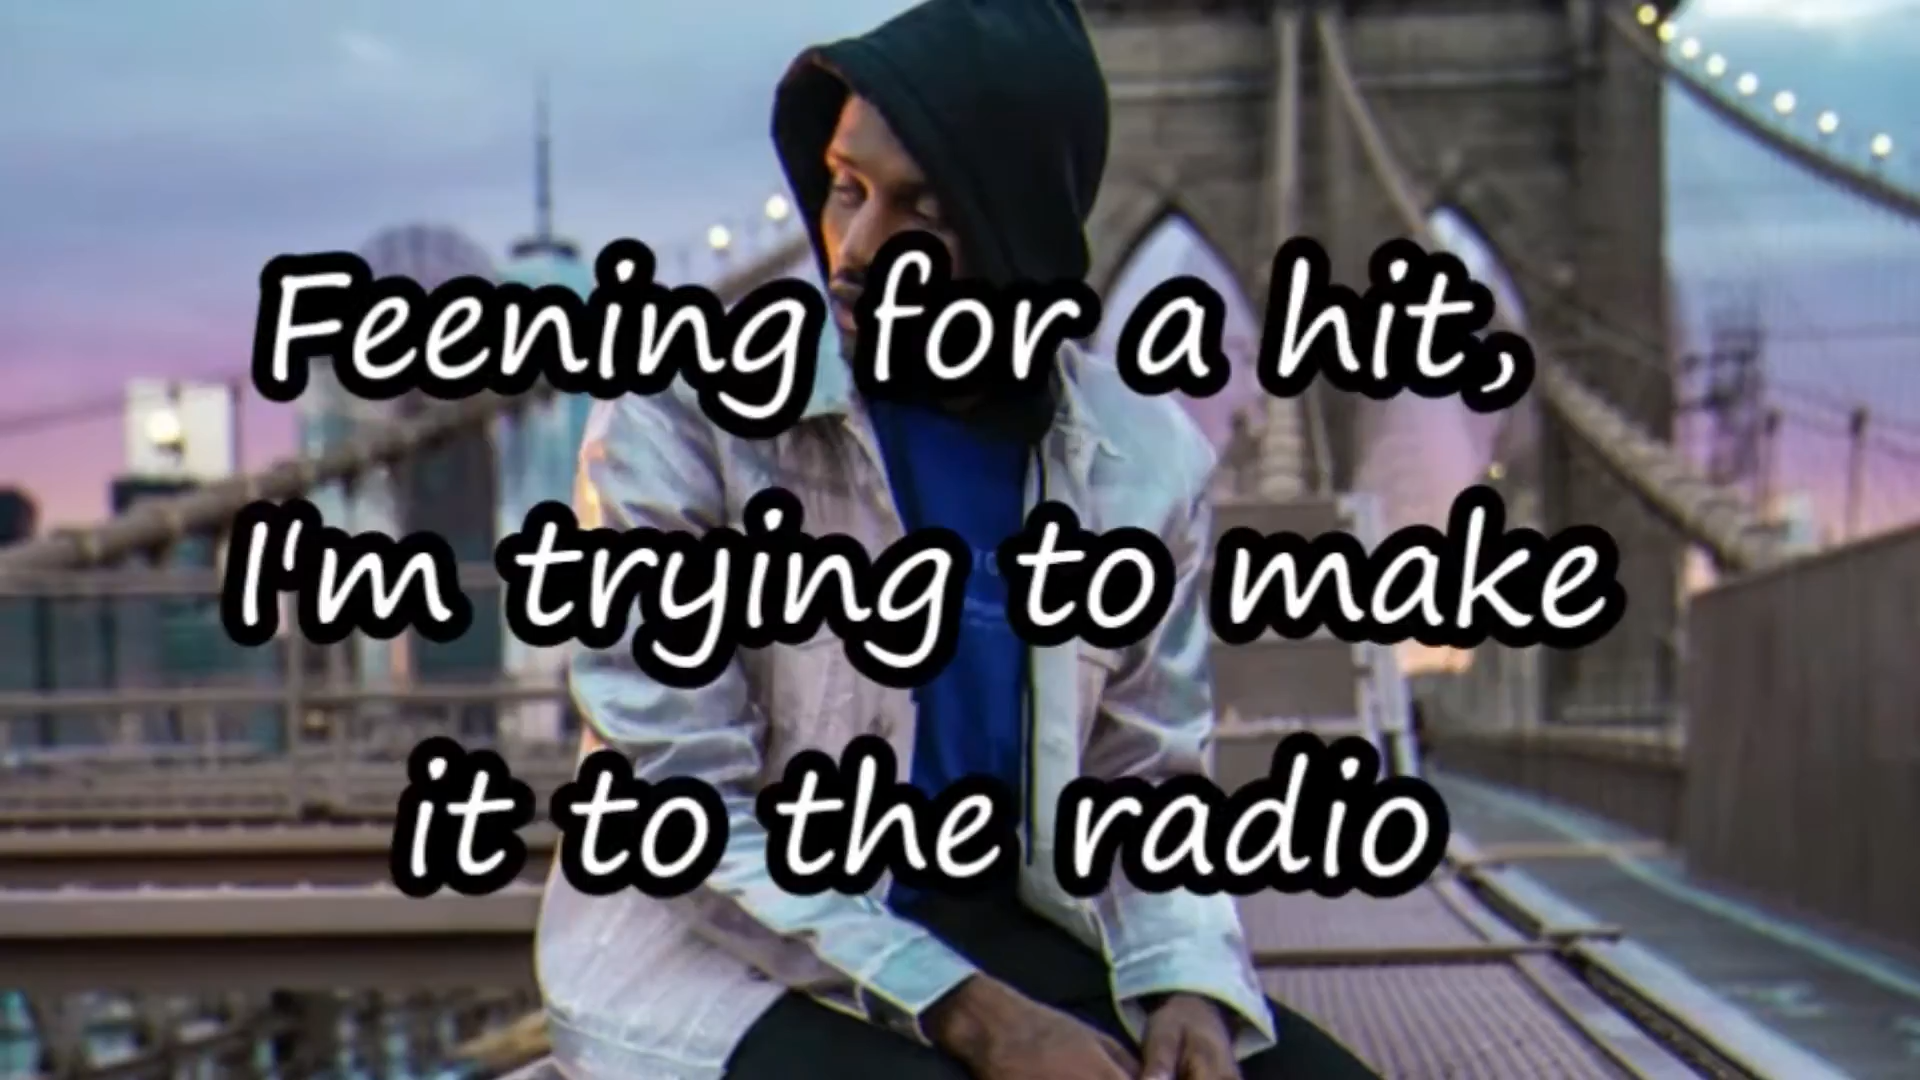 Feening for a hit,
I'm trying to make
it to the radio